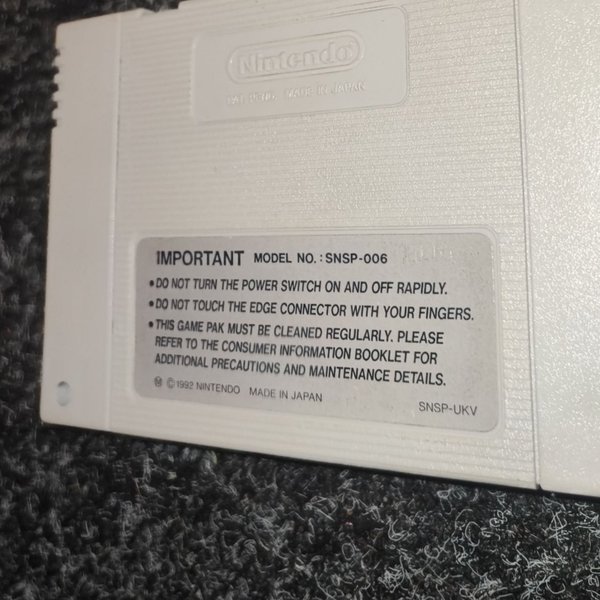 Nintendo
PAT. PEND. MADE IN JAPAN
IMPORTANT MODEL NO.: SNSP-006
• DO NOT TURN THE POWER SWITCH ON AND OFF RAPIDLY.
• DO NOT TOUCH THE EDGE CONNECTOR WITH YOUR FINGERS.
• THIS GAME PAK MUST BE CLEANED REGULARLY. PLEASE
REFER TO THE CONSUMER INFORMATION BOOKLET FOR
ADDITIONAL PRECAUTIONS AND MAINTENANCE DETAILS.
Ⓜ ©1992 NINTENDO MADE IN JAPAN
SNSP-UKV